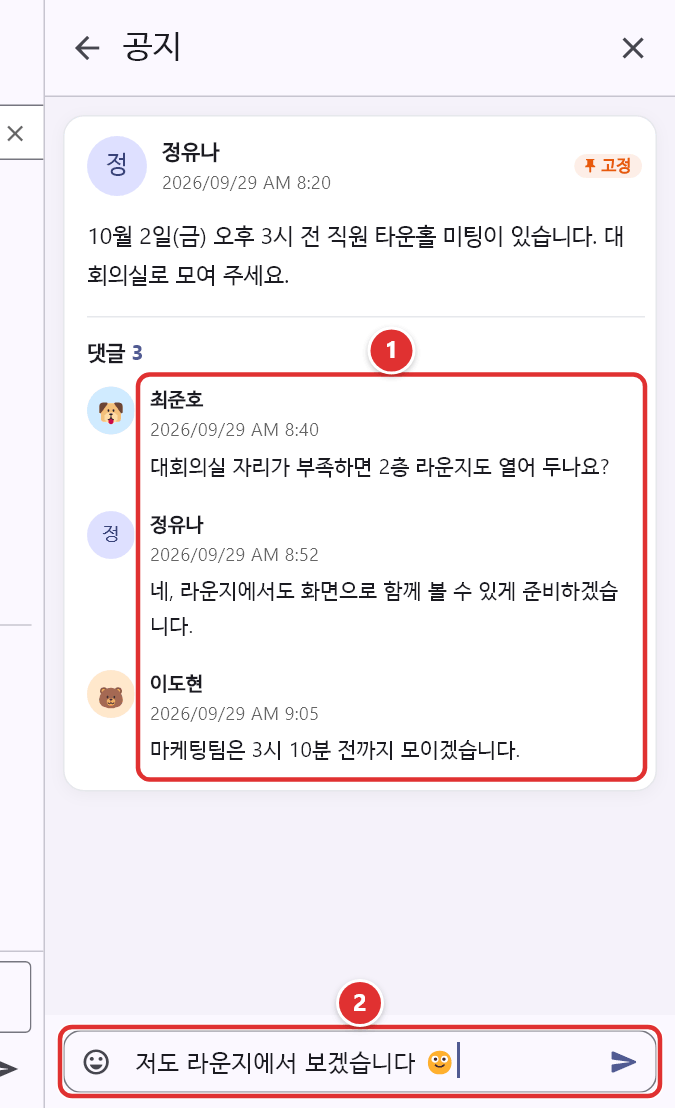 공지
정
정유나
2026/09/29 AM 8:20
고정
10월 2일(금) 오후 3시 전 직원 타운홀 미팅이 있습니다. 대
회의실로 모여 주세요.
댓글 3
1
최준호
2026/09/29 AM 8:40
대회의실 자리가 부족하면 2층 라운지도 열어 두나요?
정
정유나
2026/09/29 AM 8:52
네, 라운지에서도 화면으로 함께 볼 수 있게 준비하겠습
니다.
이도현
2026/09/29 AM 9:05
마케팅팀은 3시 10분 전까지 모이겠습니다.
2
저도 라운지에서 보겠습니다 🙂